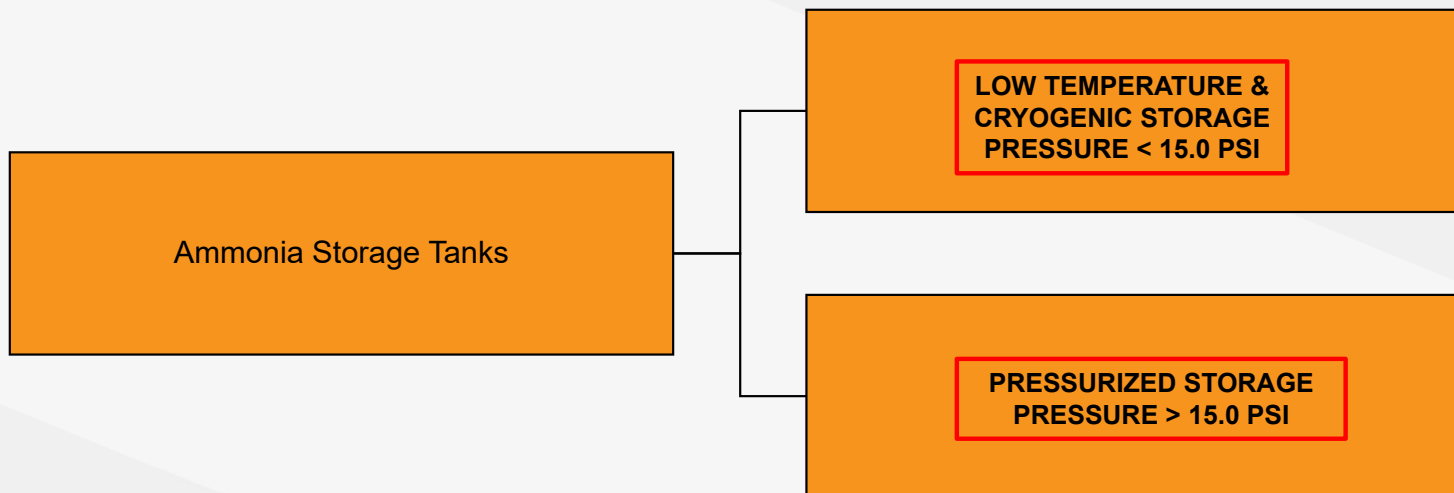 LOW TEMPERATURE &
CRYOGENIC STORAGE
PRESSURE < 15.0 PSI
Ammonia Storage Tanks
PRESSURIZED STORAGE
PRESSURE > 15.0 PSI